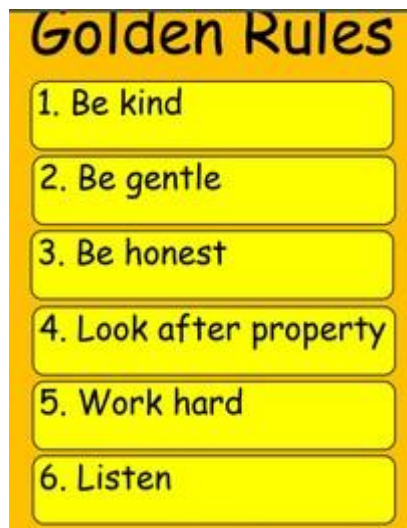 Golden Rules
1. Be kind
2. Be gentle
3. Be honest
4. Look after property
5. Work hard
6. Listen